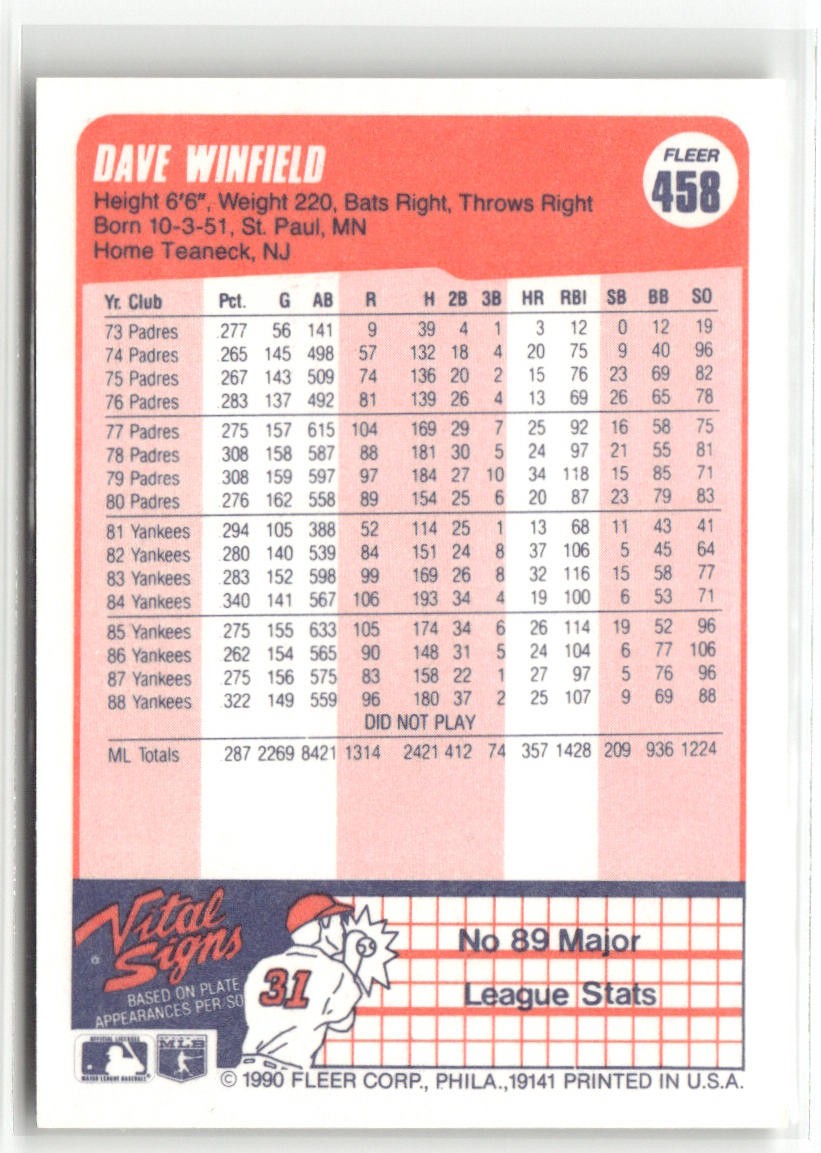 DAVE WINFIELD
FLEER
458
Height 6'6", Weight 220, Bats Right, Throws Right
Born 10-3-51, St. Paul, MN
Home Teaneck, NJ
Yr. Club Pct. G AB R H 2B 3B HR RBI SB BB SO
73 Padres .277 56 141 9 39 4 1 3 12 0 12 19
74 Padres .265 145 498 57 132 18 4 20 75 9 40 96
75 Padres .267 143 509 74 136 20 2 15 76 23 69 82
76 Padres .283 137 492 81 139 26 4 13 69 26 65 78
77 Padres .275 157 615 104 169 29 7 25 92 16 58 75
78 Padres .308 158 587 88 181 30 5 24 97 21 55 81
79 Padres .308 159 597 97 184 27 10 34 118 15 85 71
80 Padres .276 162 558 89 154 25 6 20 87 23 79 83
81 Yankees .294 105 388 52 114 25 1 13 68 11 43 41
82 Yankees .280 140 539 84 151 24 8 37 106 5 45 64
83 Yankees .283 152 598 99 169 26 8 32 116 15 58 77
84 Yankees .340 141 567 106 193 34 4 19 100 6 53 71
85 Yankees .275 155 633 105 174 34 6 26 114 19 52 96
86 Yankees .262 154 565 90 148 31 5 24 104 6 77 106
87 Yankees .275 156 575 83 158 22 1 27 97 5 76 96
88 Yankees .322 149 559 96 180 37 2 25 107 9 69 88
DID NOT PLAY
ML Totals .287 2269 8421 1314 2421 412 74 357 1428 209 936 1224
Vital
Signs
BASED ON PLATE
APPEARANCES PER/SO
31
No 89 Major
League Stats
OFFICIAL LICENSEE
MAJOR LEAGUE BASEBALL
MLB
© 1990 FLEER CORP., PHILA.,19141 PRINTED IN U.S.A.